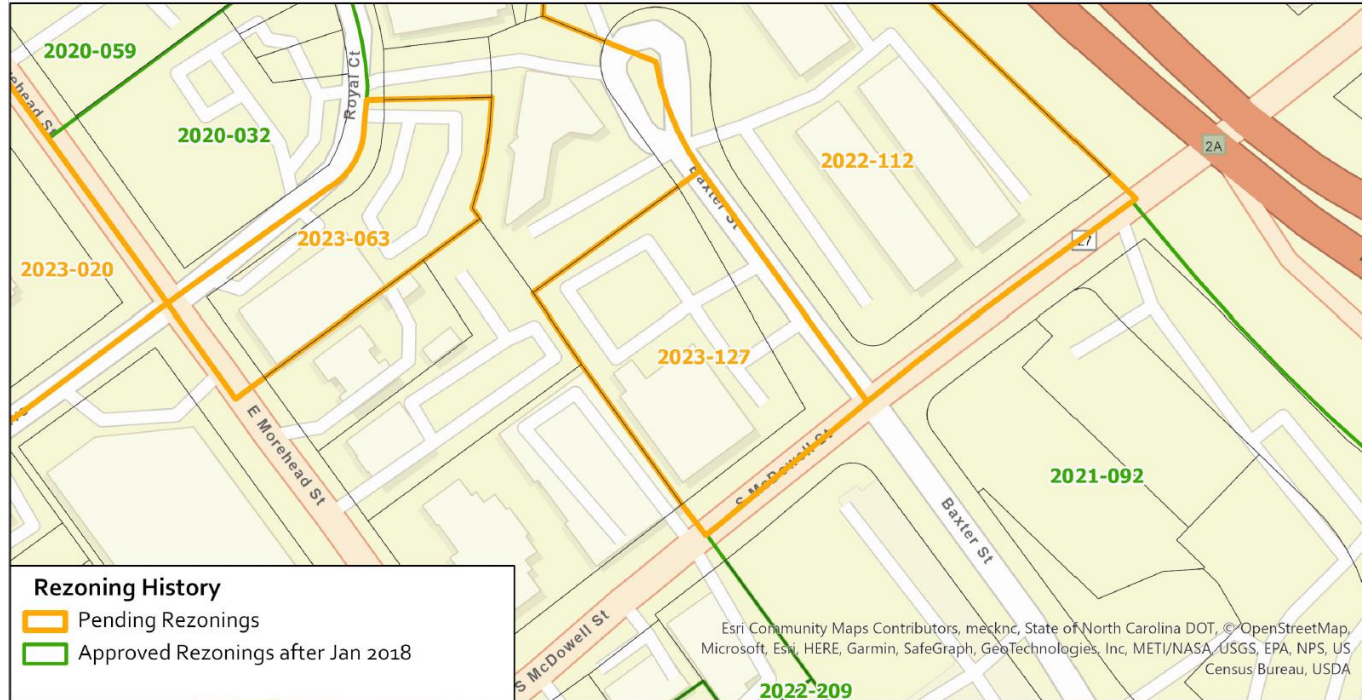 2020-059
Royal Ct
2020-032
2A
2022-112
Baxter St
2023-063
2023-020
2023-127
S McDowell St
E Morehead St
2021-092
Baxter St
S McDowell St
2022-209
Rezoning History
Pending Rezonings
Approved Rezonings after Jan 2018
Esri Community Maps Contributors, mecknc, State of North Carolina DOT, © OpenStreetMap,
Microsoft, Esri, HERE, Garmin, SafeGraph, GeoTechnologies, Inc, METI/NASA, USGS, EPA, NPS, US
Census Bureau, USDA